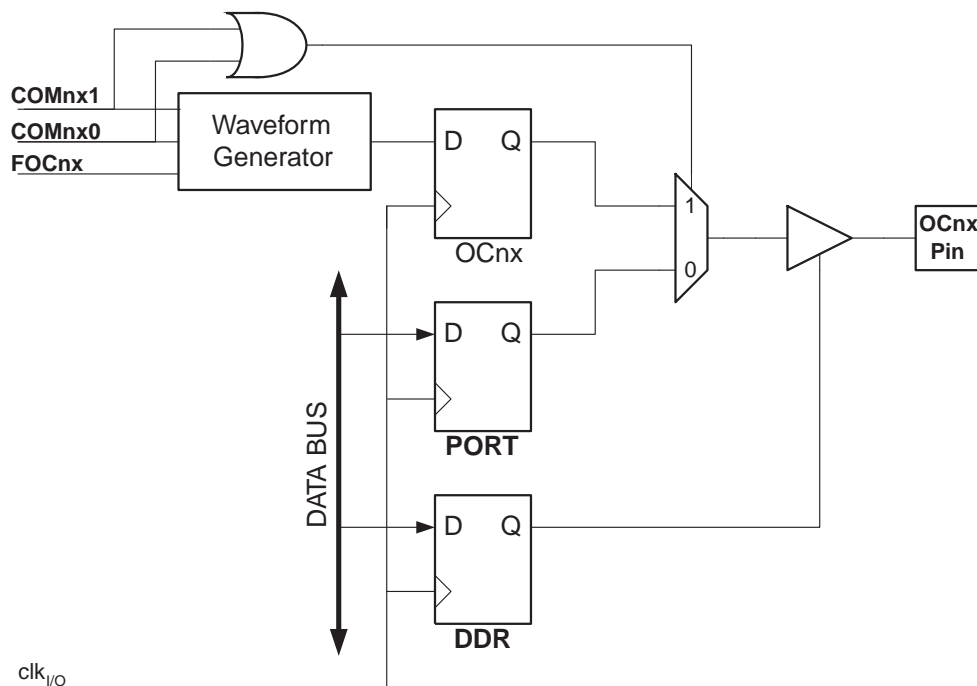 COMnx1
COMnx0
FOCnx
Waveform
Generator
D Q
OCnx
1
0
OCnx
Pin
D Q
PORT
DATA BUS
D Q
DDR
clkI/O